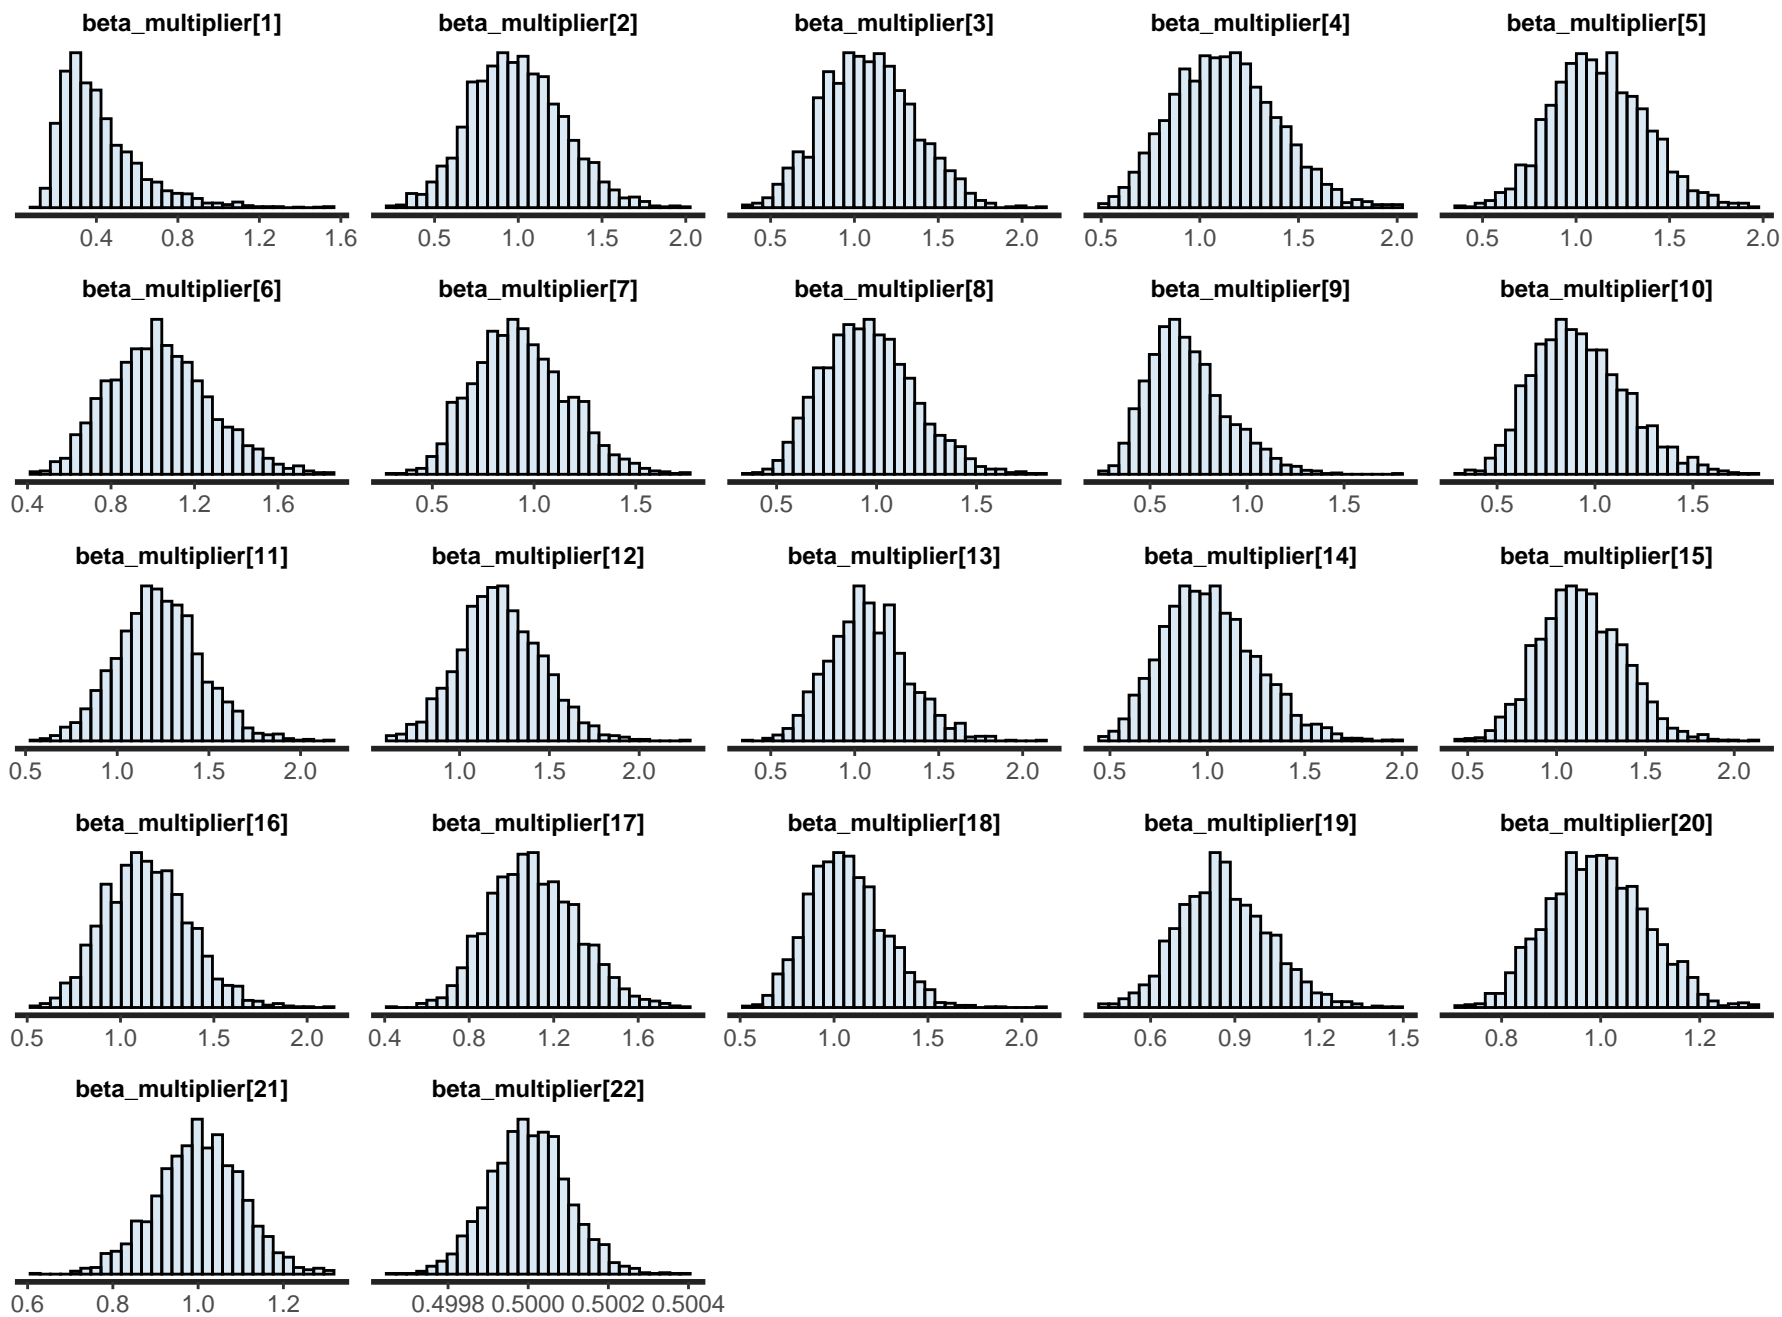 beta_multiplier[1] beta_multiplier[2] beta_multiplier[3] beta_multiplier[4] beta_multiplier[5]
0.4 0.8 1.2 1.6 0.5 1.0 1.5 2.0 0.5 1.0 1.5 2.0 0.5 1.0 1.5 2.0 0.5 1.0 1.5 2.0
beta_multiplier[6] beta_multiplier[7] beta_multiplier[8] beta_multiplier[9] beta_multiplier[10]
0.4 0.8 1.2 1.6 0.5 1.0 1.5 0.5 1.0 1.5 0.5 1.0 1.5 0.5 1.0 1.5
beta_multiplier[11] beta_multiplier[12] beta_multiplier[13] beta_multiplier[14] beta_multiplier[15]
0.5 1.0 1.5 2.0 1.0 1.5 2.0 0.5 1.0 1.5 2.0 0.5 1.0 1.5 2.0 0.5 1.0 1.5 2.0
beta_multiplier[16] beta_multiplier[17] beta_multiplier[18] beta_multiplier[19] beta_multiplier[20]
0.5 1.0 1.5 2.0 0.4 0.8 1.2 1.6 0.5 1.0 1.5 2.0 0.6 0.9 1.2 1.5 0.8 1.0 1.2
beta_multiplier[21] beta_multiplier[22]
0.6 0.8 1.0 1.2 0.4998 0.5000 0.5002 0.5004